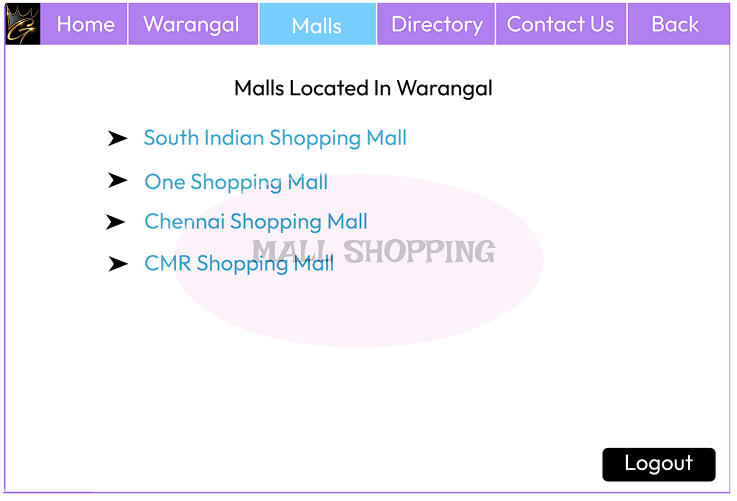 Home Warangal Malls Directory Contact Us Back
Malls Located In Warangal
South Indian Shopping Mall
One Shopping Mall
Chennai Shopping Mall
MALL SHOPPING
CMR Shopping Mall
Logout